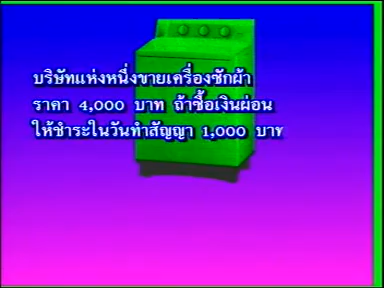 บริษัทแห่งหนึ่งขายเครื่องซักผ้า
ราคา 4,000 บาท ถ้าซื้อเงินผ่อน
ให้ชำระในวันทำสัญญา 1,000 บาท